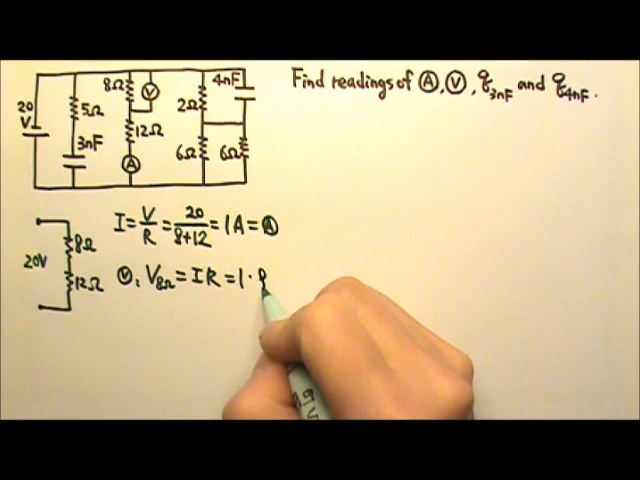 Find readings of Ⓐ, Ⓥ, q3nF and q4nF.
20 V
8Ω
Ⓥ
4nF
5Ω
2Ω
12Ω
3nF
Ⓐ
6Ω
6Ω
I = V/R = 20/(8+12) = 1A = Ⓐ
20V
8Ω
12Ω
Ⓥ: V8Ω = IR = 1·8